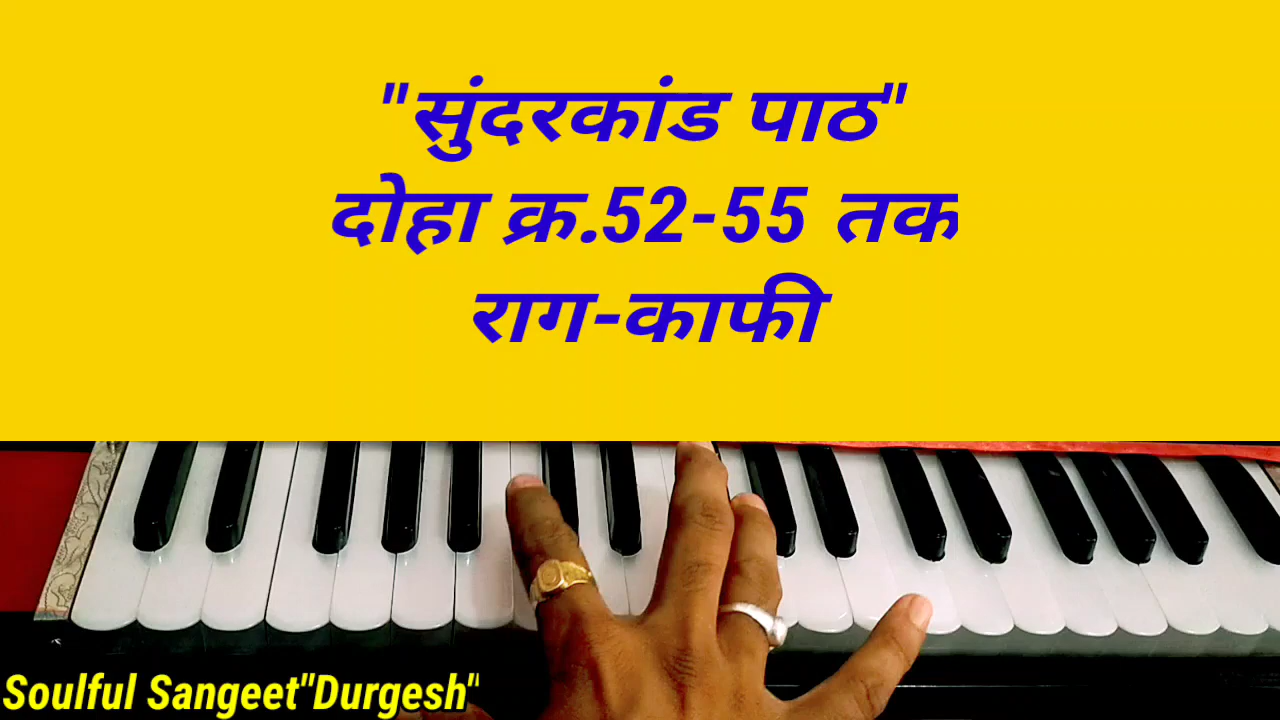 "सुंदरकांड पाठ"
दोहा क्र.52-55 तक
राग-काफी
Soulful Sangeet"Durgesh"